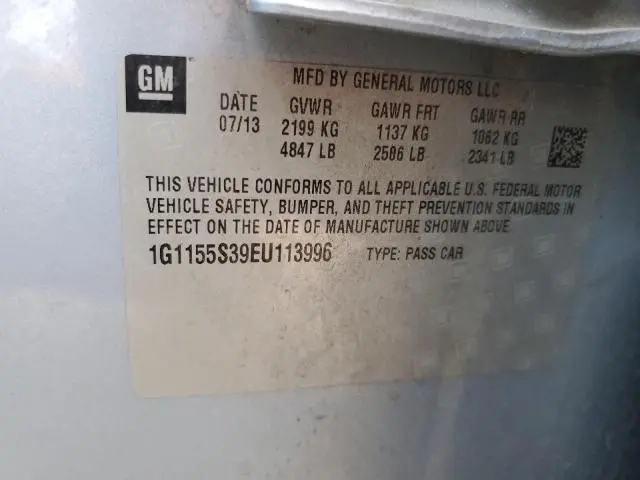 GM
MFD BY GENERAL MOTORS LLC
DATE GVWR GAWR FRT GAWR RR
07/13 2199 KG 1137 KG 1062 KG
4847 LB 2506 LB 2341 LB
THIS VEHICLE CONFORMS TO ALL APPLICABLE U.S. FEDERAL MOTOR
VEHICLE SAFETY, BUMPER, AND THEFT PREVENTION STANDARDS IN
EFFECT ON THE DATE OF MANUFACTURE SHOWN ABOVE.
1G1155S39EU113996 TYPE: PASS CAR